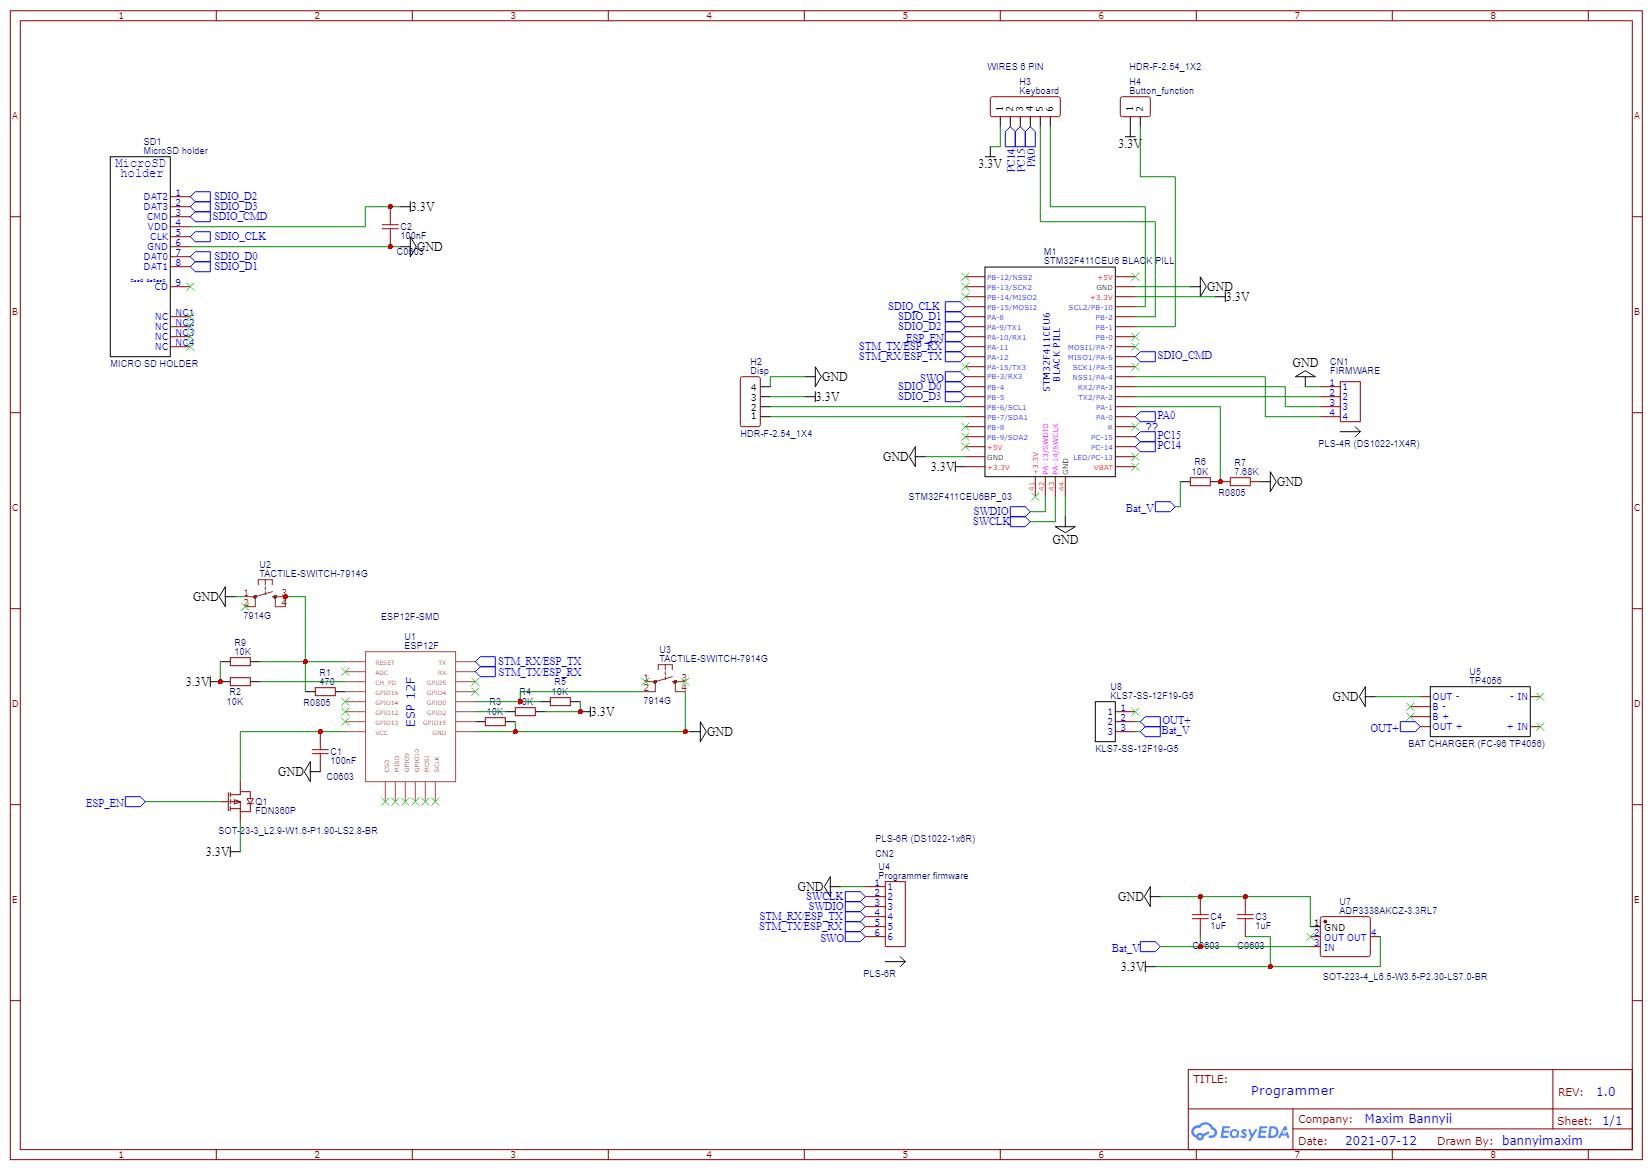 1 2 3 4 5 6 7 8
A
B
C
D
E
SD1
MicroSD holder
MicroSD
holder
DAT2 1 SDIO_D2
DAT3 2 SDIO_D3
CMD 3 SDIO_CMD
VDD 4
CLK 5 SDIO_CLK
GND 6
DAT0 7 SDIO_D0
DAT1 8 SDIO_D1
CD 9
NC NC1
NC NC2
NC NC3
NC NC4
MICRO SD HOLDER
3.3V
C2
100nF
GND
C0603
WIRES 6 PIN
H3
Keyboard
1 2 3 4 5 6
3.3V
PC14
PC15
PA0
HDR-F-2.54_1X2
H4
Button_function
1 2
3.3V
M1
STM32F411CEU6 BLACK PILL
STM32F411CEU6
BLACK PILL
PB-12/NSS2
PB-13/SCK2
PB-14/MISO2
SDIO_CLK PB-15/MOSI2
SDIO_D1 PA-8
SDIO_D2 PA-9/TX1
ESP_EN PA-10/RX1
STM_TX/ESP_RX PA-11
STM_RX/ESP_TX PA-12
PA-15/TX3
SWO PB-3/RX3
SDIO_D0 PB-4
SDIO_D3 PB-5
PB-6/SCL1
PB-7/SDA1
PB-8
PB-9/SDA2
+5V
GND GND
3.3V +3.3V
+5V
GND GND
+3.3V 3.3V
SCL2/PB-10
PB-2
PB-1
PB-0
MOSI1/PA-7
MISO1/PA-6 SDIO_CMD
SCK1/PA-5
NSS1/PA-4
RX2/PA-3
TX2/PA-2
PA-1
PA-0 PA0
R ??
PC-15 PC15
PC-14 PC14
LED/PC-13
VBAT
+3.3V
PA-13/SWDIO
PA-14/SWCLK
GND
41 42 43 44
STM32F411CEU6BP_03
SWDIO
SWCLK
GND
H2
Disp
4 GND
3 3.3V
2
1
HDR-F-2.54_1X4
GND
CN1
FIRMWARE
1 1
2 2
3 3
4 4
PLS-4R (DS1022-1X4R)
R6
10K
R7
7.68K
GND
R0805
Bat_V
U2
TACTILE-SWITCH-7914G
GND 1 3
2 4
7914G
ESP12F-SMD
U1
ESP12F
ESP 12F
R9
10K
3.3V
R2
10K
R1
470
R0805
RESET
ADC
CH_PD
GPIO16
GPIO14
GPIO12
GPIO13
VCC
TX STM_RX/ESP_TX
RX STM_TX/ESP_RX
GPIO5
GPIO4
GPIO0
GPIO2
GPIO15
GND
CSO
MISO
GPIO9
GPIO10
MOSI
SCLK
R3
10K
R4
10K
R5
10K
3.3V
U3
TACTILE-SWITCH-7914G
1 3
2 4
7914G
GND
C1
100nF
GND
C0603
ESP_EN
Q1
FDN360P
SOT-23-3_L2.9-W1.6-P1.90-LS2.8-BR
3.3V
U8
KLS7-SS-12F19-G5
1 1
2 2 OUT+
3 3 Bat_V
KLS7-SS-12F19-G5
U5
TP4056
GND OUT - - IN
B -
B +
OUT+ OUT + + IN
BAT CHARGER (FC-96 TP4056)
PLS-6R (DS1022-1x6R)
CN2
U4
Programmer firmware
GND 1 1
SWCLK 2 2
SWDIO 3 3
STM_RX/ESP_TX 4 4
STM_TX/ESP_RX 5 5
SWO 6 6
PLS-6R
GND
C4
1uF
C0603
C3
1uF
C0603
Bat_V
3.3V
U7
ADP3338AKCZ-3.3RL7
1 GND
2 OUT OUT 4
3 IN
SOT-223-4_L6.5-W3.5-P2.30-LS7.0-BR
TITLE:
Programmer
REV: 1.0
EasyEDA
Company: Maxim Bannyii
Sheet: 1/1
Date: 2021-07-12 Drawn By: bannyimaxim
A
B
C
D
E
1 2 3 4 5 6 7 8